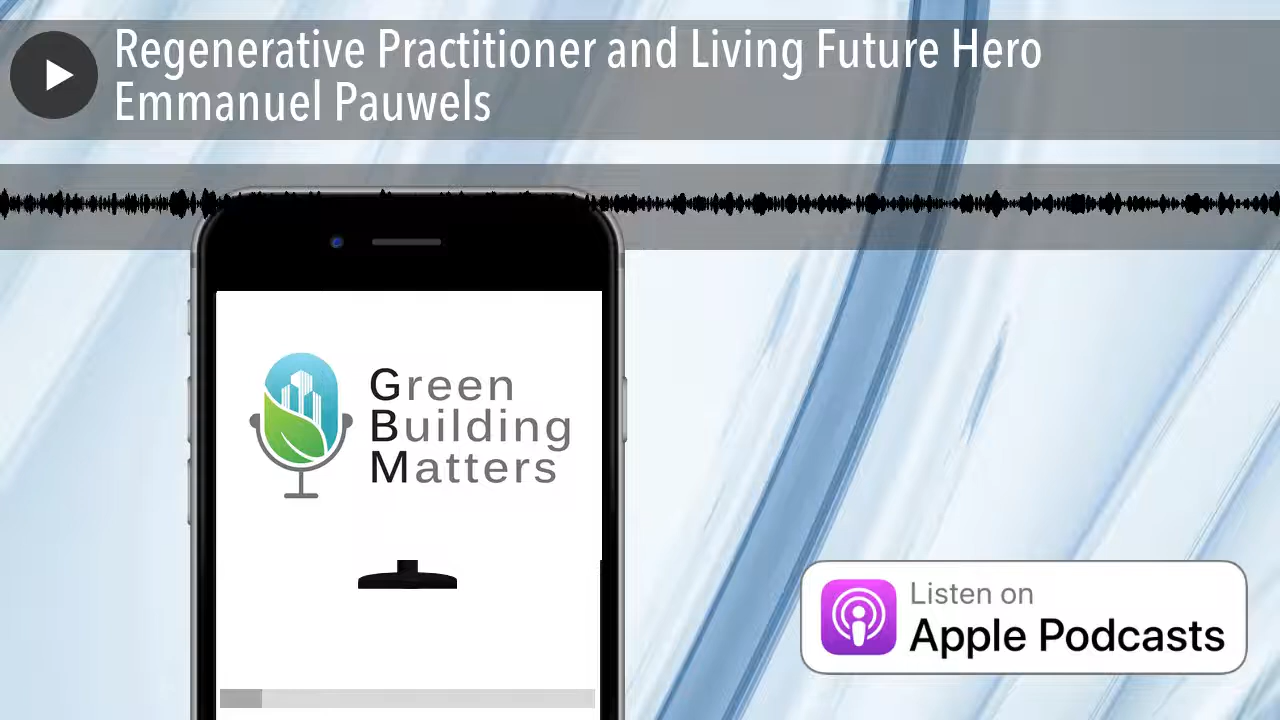 Regenerative Practitioner and Living Future Hero
Emmanuel Pauwels
Green
Building
Matters
Listen on
Apple Podcasts